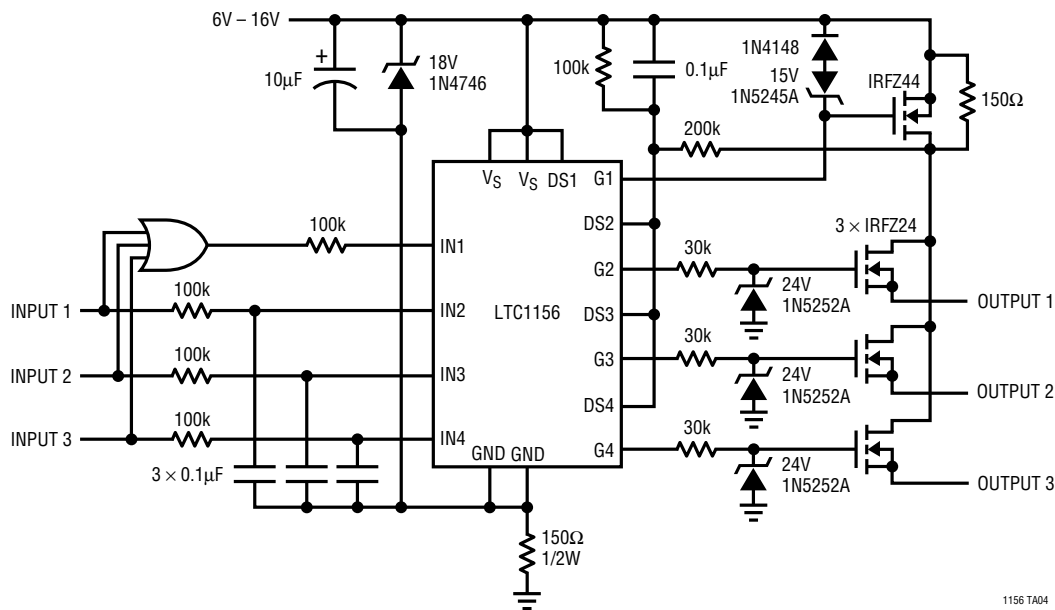 6V – 16V
10µF
+
18V
1N4746
100k
0.1µF
1N4148
15V
1N5245A
IRFZ44
150Ω
200k
VS
VS
DS1
G1
DS2
G2
DS3
G3
DS4
G4
LTC1156
IN1
IN2
IN3
IN4
GND
GND
100k
INPUT 1
100k
INPUT 2
100k
INPUT 3
100k
3 × 0.1µF
150Ω
1/2W
3 × IRFZ24
30k
24V
1N5252A
OUTPUT 1
30k
24V
1N5252A
OUTPUT 2
30k
24V
1N5252A
OUTPUT 3
1156 TA04